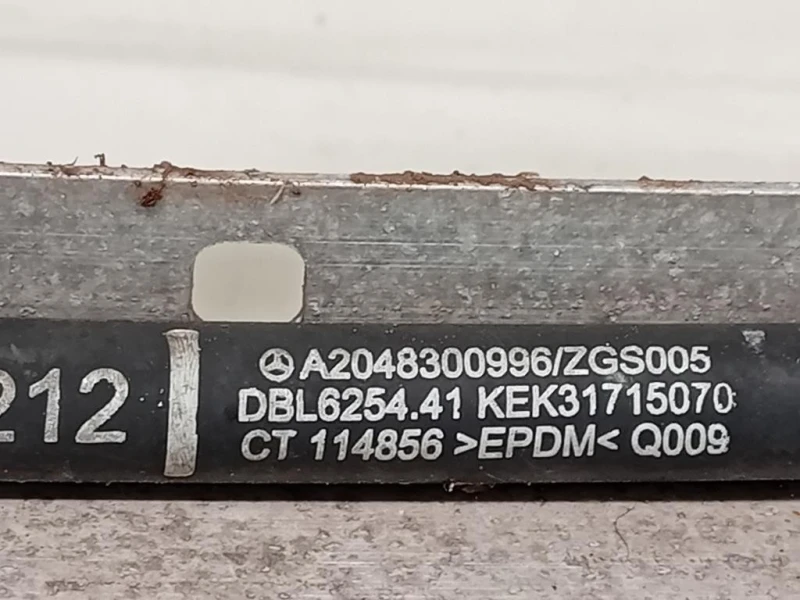 212
A2048300996/ZGS005
DBL6254.41 KEK31715070
CT 114856 >EPDM< Q009